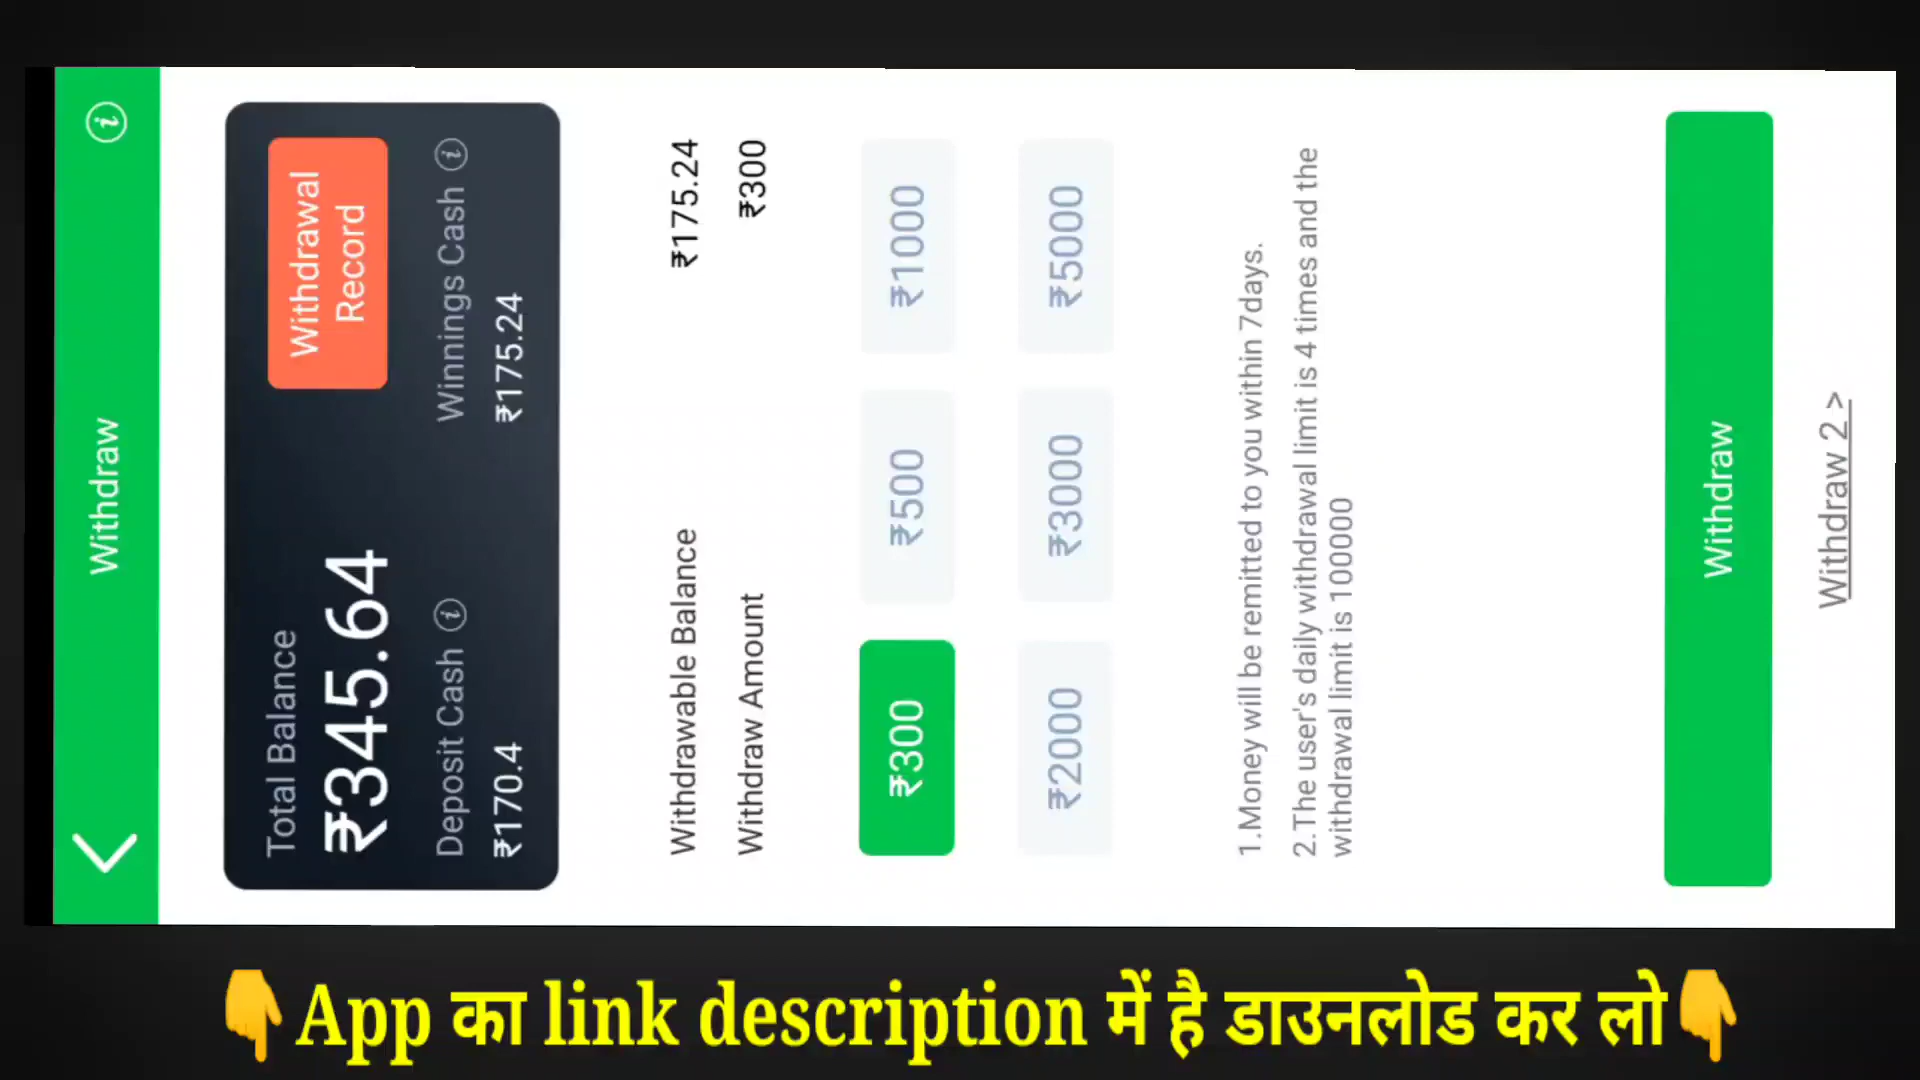 Withdraw
Total Balance
₹345.64
Withdrawal
Record
Deposit Cash
Winnings Cash
₹170.4
₹175.24
Withdrawable Balance ₹175.24
Withdraw Amount ₹300
₹300 ₹500 ₹1000
₹2000 ₹3000 ₹5000
1.Money will be remitted to you within 7days.
2.The user's daily withdrawal limit is 4 times and the
withdrawal limit is 100000
Withdraw
Withdraw 2 >
👇App का link description में है डाउनलोड कर लो👇